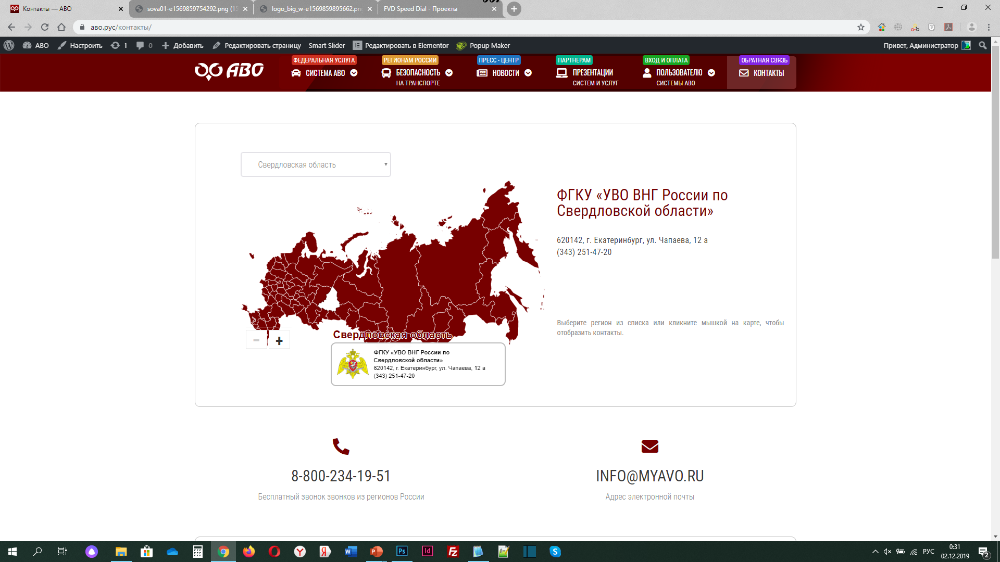 Контакты — АВО
sova01-e1569859754292.png (15
logo_big_w-e1569859895662.png
FVD Speed Dial - Проекты
аво.рус/контакты/
АВО
Настроить
1
0
Добавить
Редактировать страницу
Smart Slider
Редактировать в Elementor
Popup Maker
Привет, Администратор
АВО
ФЕДЕРАЛЬНАЯ УСЛУГА
СИСТЕМА АВО
РЕГИОНАМ РОССИИ
БЕЗОПАСНОСТЬ
НА ТРАНСПОРТЕ
ПРЕСС - ЦЕНТР
НОВОСТИ
ПАРТНЕРАМ
ПРЕЗЕНТАЦИИ
СИСТЕМ И УСЛУГ
ВХОД И ОПЛАТА
ПОЛЬЗОВАТЕЛЮ
СИСТЕМЫ АВО
ОБРАТНАЯ СВЯЗЬ
КОНТАКТЫ
Свердловская область
ФГКУ «УВО ВНГ России по
Свердловской области»
620142, г. Екатеринбург, ул. Чапаева, 12 а
(343) 251-47-20
Выберите регион из списка или кликните мышкой на карте, чтобы
отобразить контакты.
Свердловская область
ФГКУ «УВО ВНГ России по
Свердловской области»
620142, г. Екатеринбург, ул. Чапаева, 12 а
(343) 251-47-20
8-800-234-19-51
Бесплатный звонок звонков из регионов России
INFO@MYAVO.RU
Адрес электронной почты
РУС
0:31
02.12.2019
2